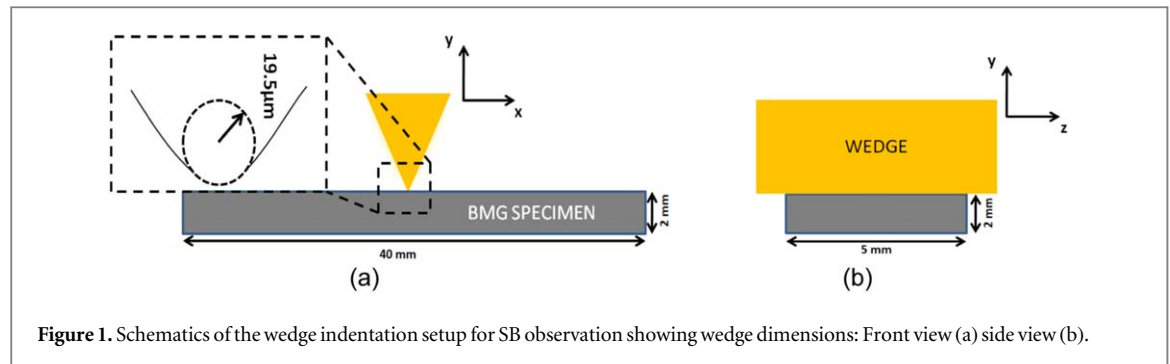 y
x
19.5µm
BMG SPECIMEN
2 mm
40 mm
(a)
y
z
WEDGE
2 mm
5 mm
(b)
Figure 1. Schematics of the wedge indentation setup for SB observation showing wedge dimensions: Front view (a) side view (b).